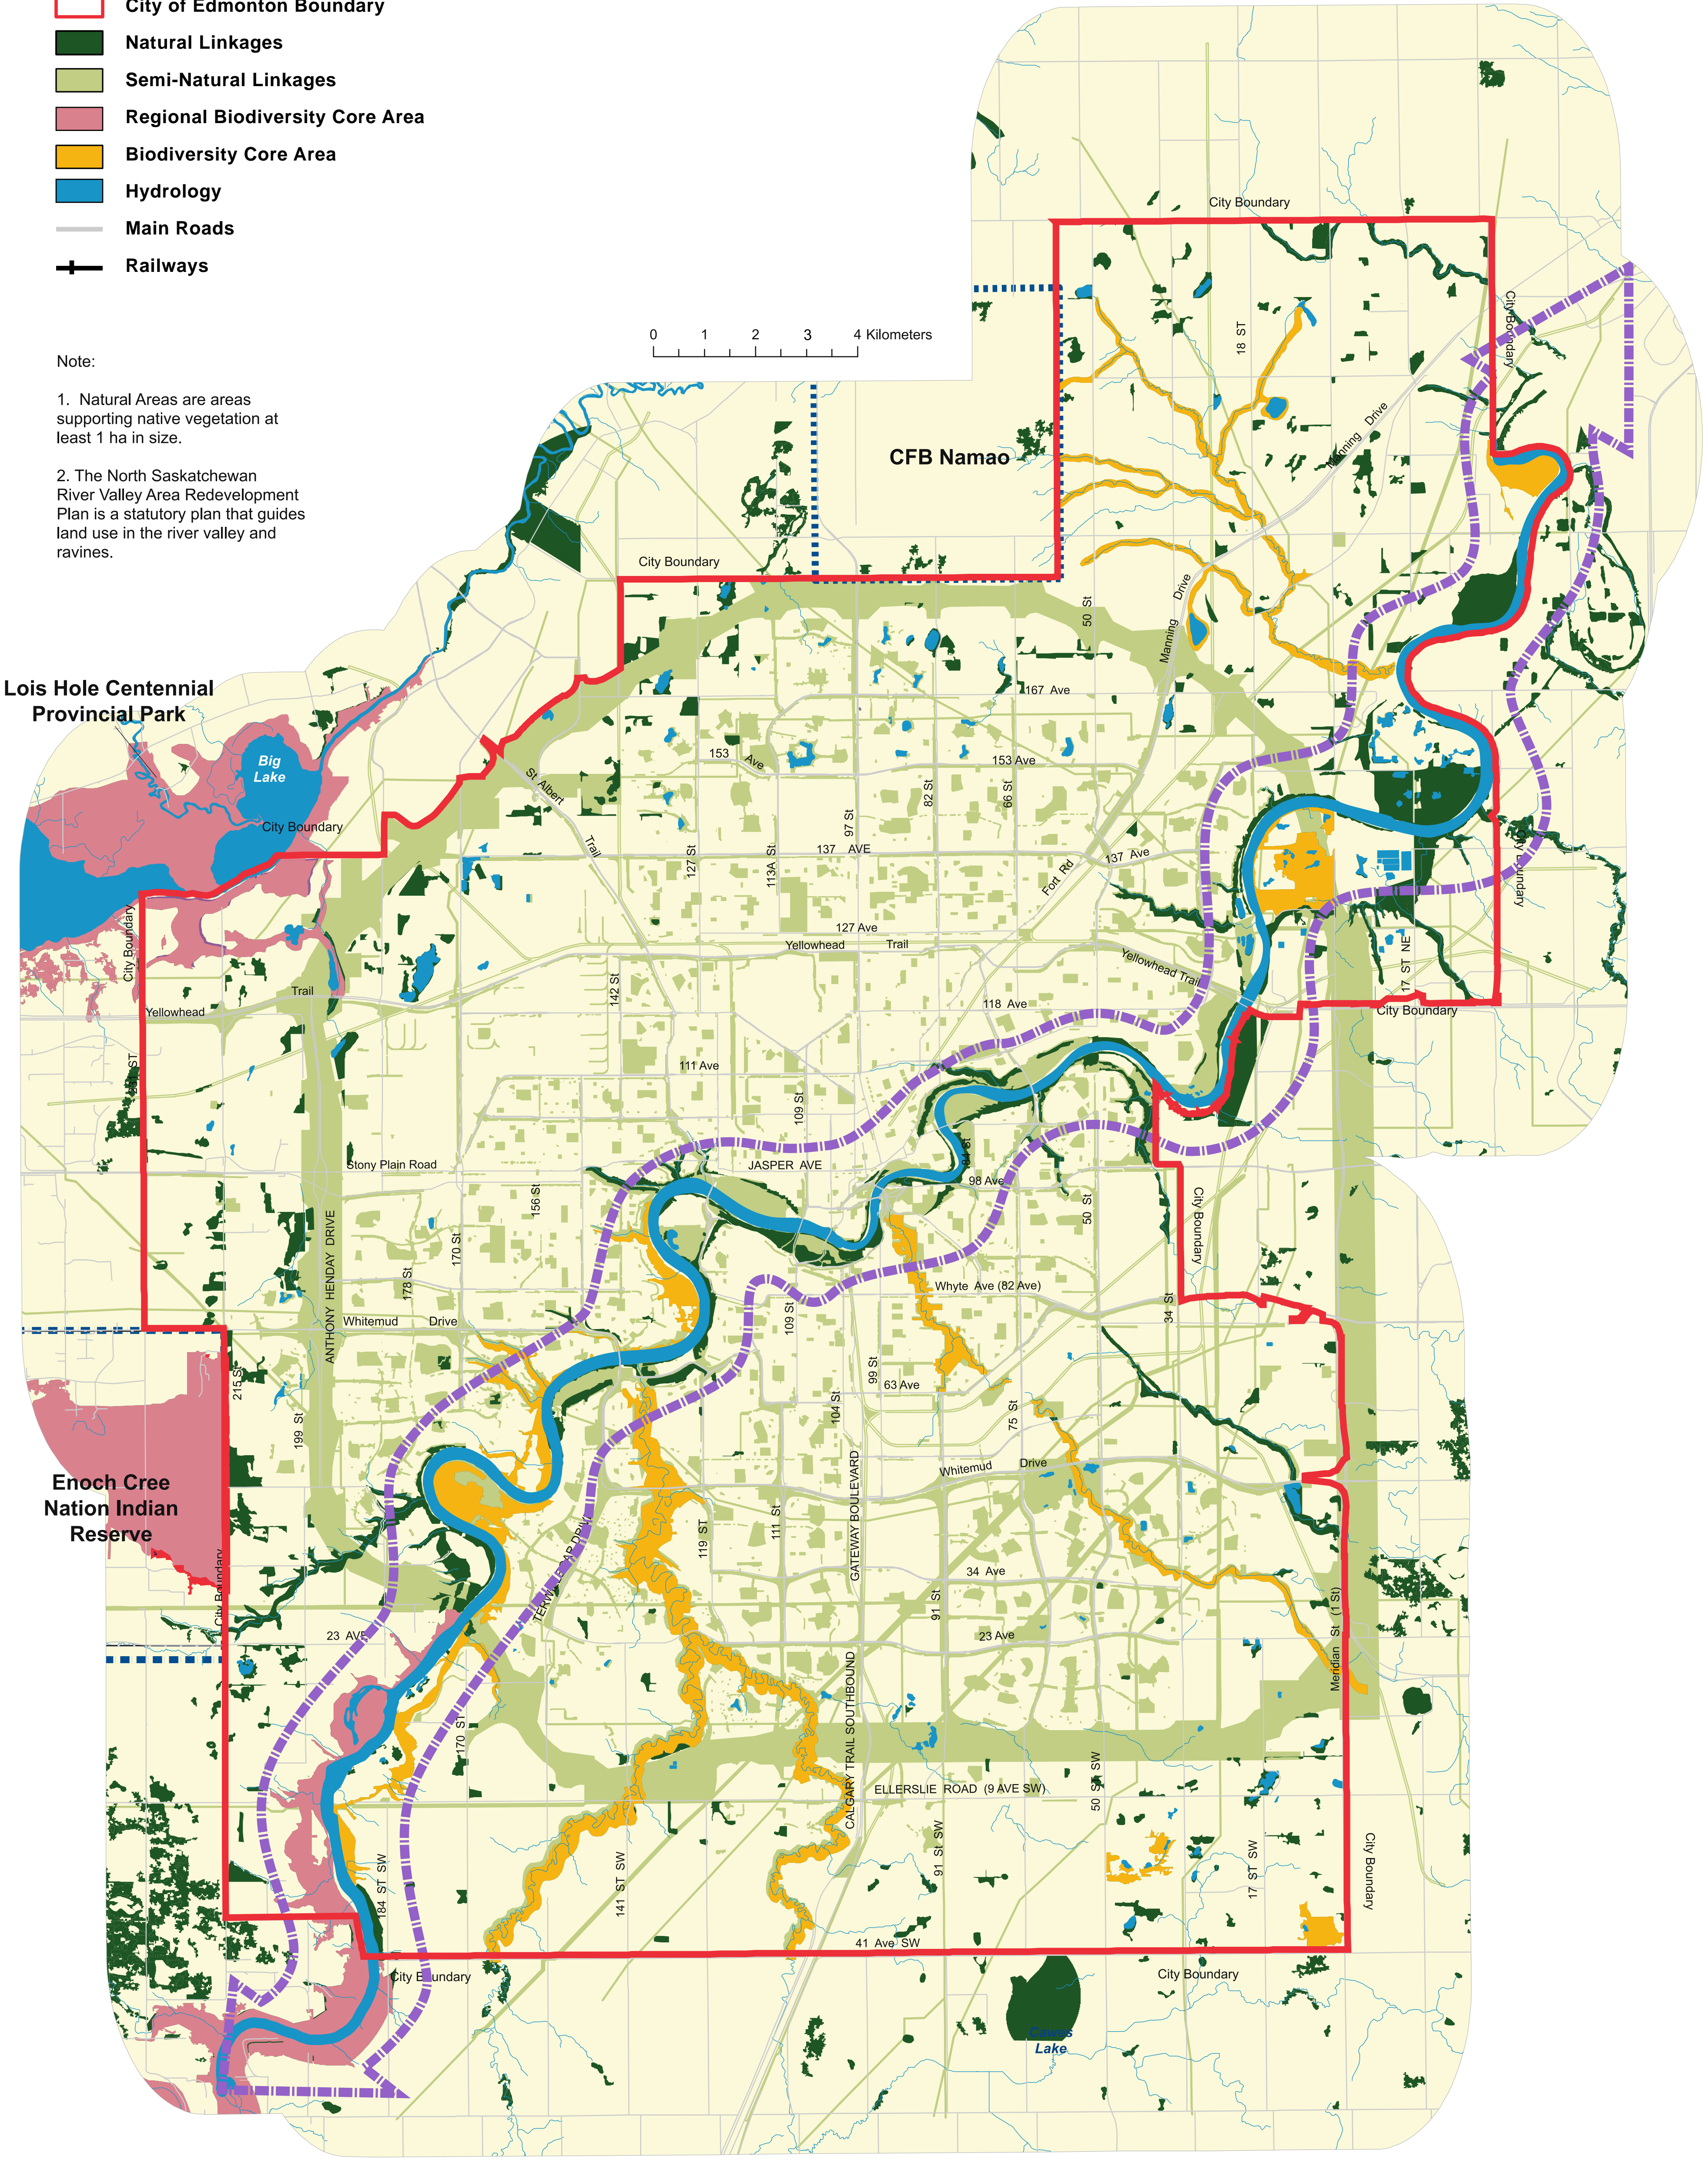 City of Edmonton Boundary
Natural Linkages
Semi-Natural Linkages
Regional Biodiversity Core Area
Biodiversity Core Area
Hydrology
Main Roads
Railways
0 1 2 3 4 Kilometers
Note:
1. Natural Areas are areas
supporting native vegetation at
least 1 ha in size.
2. The North Saskatchewan
River Valley Area Redevelopment
Plan is a statutory plan that guides
land use in the river valley and
ravines.
City Boundary
City Boundary
18 ST
Manning Drive
CFB Namao
City Boundary
50 St
Manning Drive
Lois Hole Centennial
Provincial Park
167 Ave
Big
Lake
153 Ave
153 Ave
St Albert Trail
82 St
66 St
97 St
City Boundary
127 St
113A St
137 AVE
137 Ave
Fort Rd
City Boundary
City Boundary
127 Ave
Yellowhead Trail
Yellowhead Trail
17 ST NE
142 St
Yellowhead Trail
118 Ave
City Boundary
111 Ave
109 St
Stony Plain Road
JASPER AVE
98 Ave
156 St
50 St
City Boundary
ANTHONY HENDAY DRIVE
170 St
178 St
Whyte Ave (82 Ave)
Whitemud Drive
109 St
34 St
215 St
63 Ave
99 St
104 St
75 St
199 St
Enoch Cree
Nation Indian
Reserve
Whitemud Drive
GATEWAY BOULEVARD
119 ST
111 St
34 Ave
91 St
City Boundary
23 AVE
23 Ave
Meridian St (1 St)
170 ST
CALGARY TRAIL SOUTHBOUND
ELLERSLIE ROAD (9 AVE SW)
50 St SW
184 ST SW
141 ST SW
91 St SW
17 ST SW
City Boundary
41 Ave SW
City Boundary
City Boundary
Lake